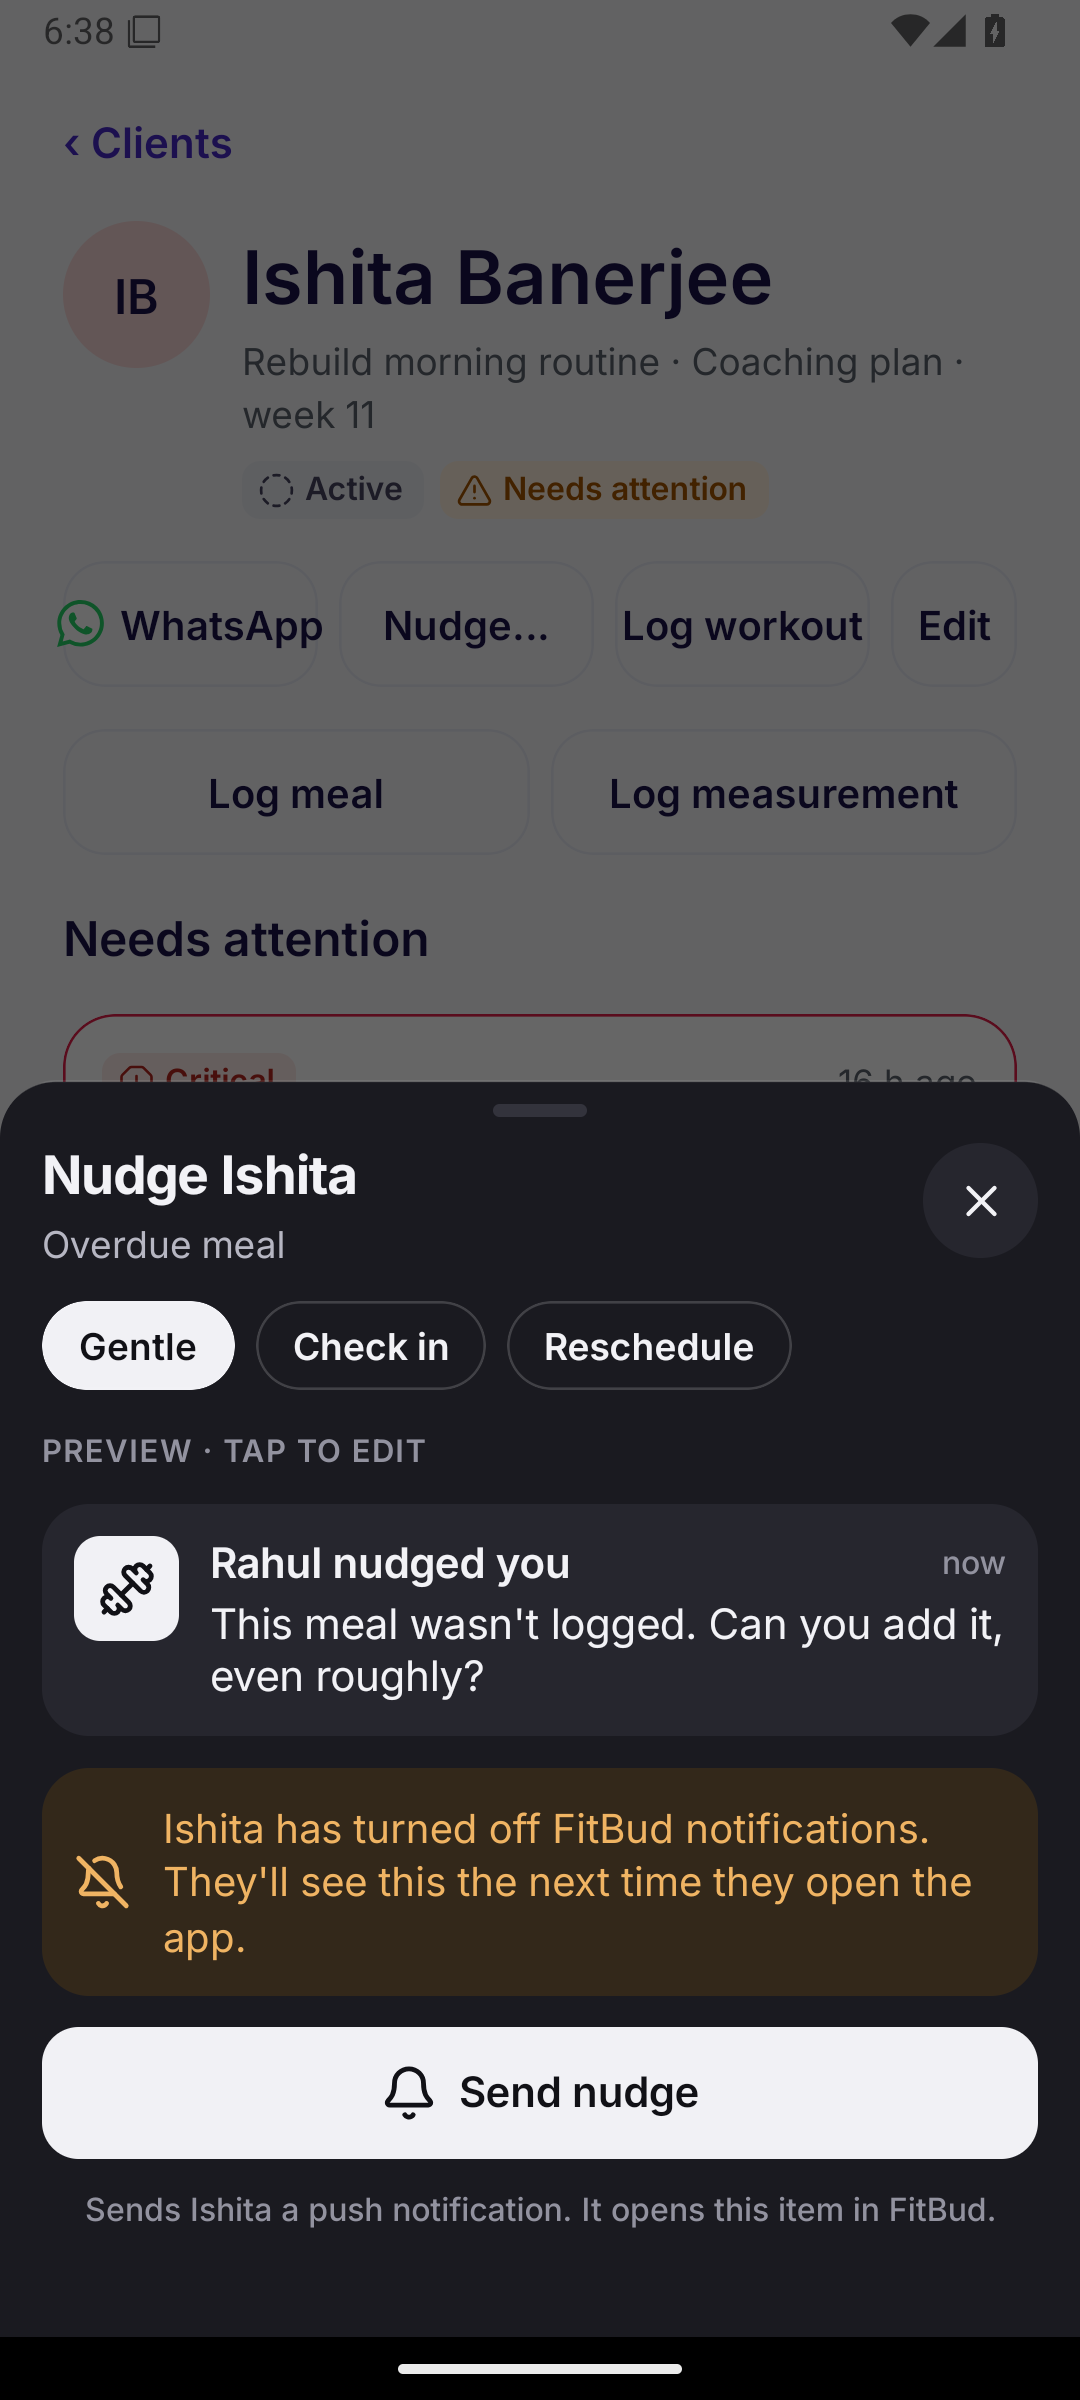 6:38
‹ Clients
IB
Ishita Banerjee
Rebuild morning routine · Coaching plan ·
week 11
Active
Needs attention
WhatsApp
Nudge...
Log workout
Edit
Log meal
Log measurement
Needs attention
Critical
16 h ago
Nudge Ishita
Overdue meal
Gentle
Check in
Reschedule
PREVIEW · TAP TO EDIT
Rahul nudged you
now
This meal wasn't logged. Can you add it,
even roughly?
Ishita has turned off FitBud notifications.
They'll see this the next time they open the
app.
Send nudge
Sends Ishita a push notification. It opens this item in FitBud.